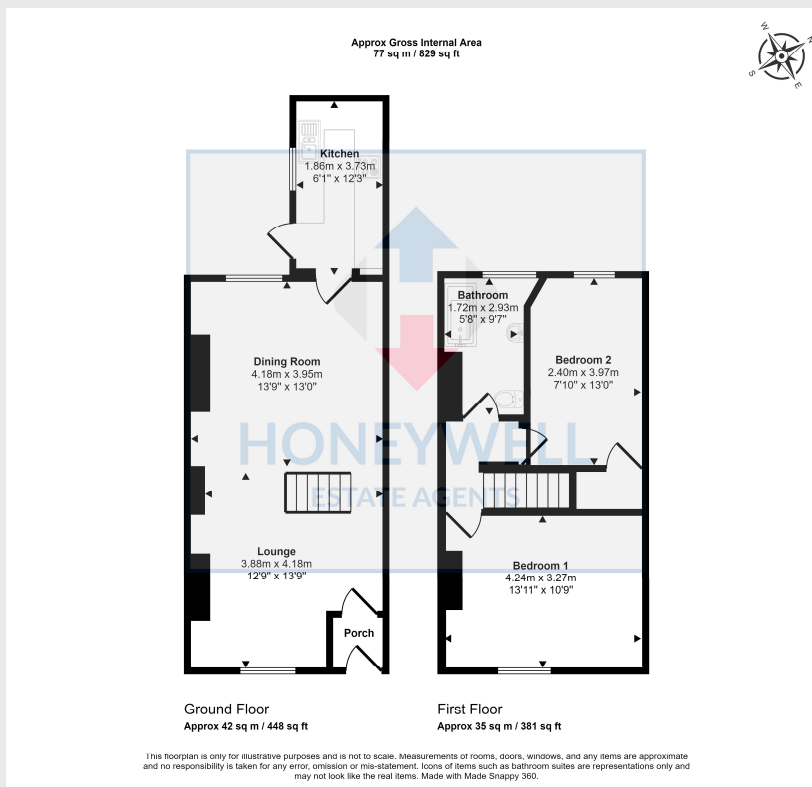 Approx Gross Internal Area
77 sq m / 829 sq ft
W
N
S
E
Kitchen
1.86m x 3.73m
6'1" x 12'3"
Dining Room
4.18m x 3.95m
13'9" x 13'0"
Lounge
3.88m x 4.18m
12'9" x 13'9"
Porch
Bathroom
1.72m x 2.93m
5'8" x 9'7"
Bedroom 2
2.40m x 3.97m
7'10" x 13'0"
Bedroom 1
4.24m x 3.27m
13'11" x 10'9"
HONEYWELL
ESTATE AGENTS
Ground Floor
Approx 42 sq m / 448 sq ft
First Floor
Approx 35 sq m / 381 sq ft
This floorplan is only for illustrative purposes and is not to scale. Measurements of rooms, doors, windows, and any items are approximate
and no responsibility is taken for any error, omission or mis-statement. Icons of items such as bathroom suites are representations only and
may not look like the real items. Made with Made Snappy 360.